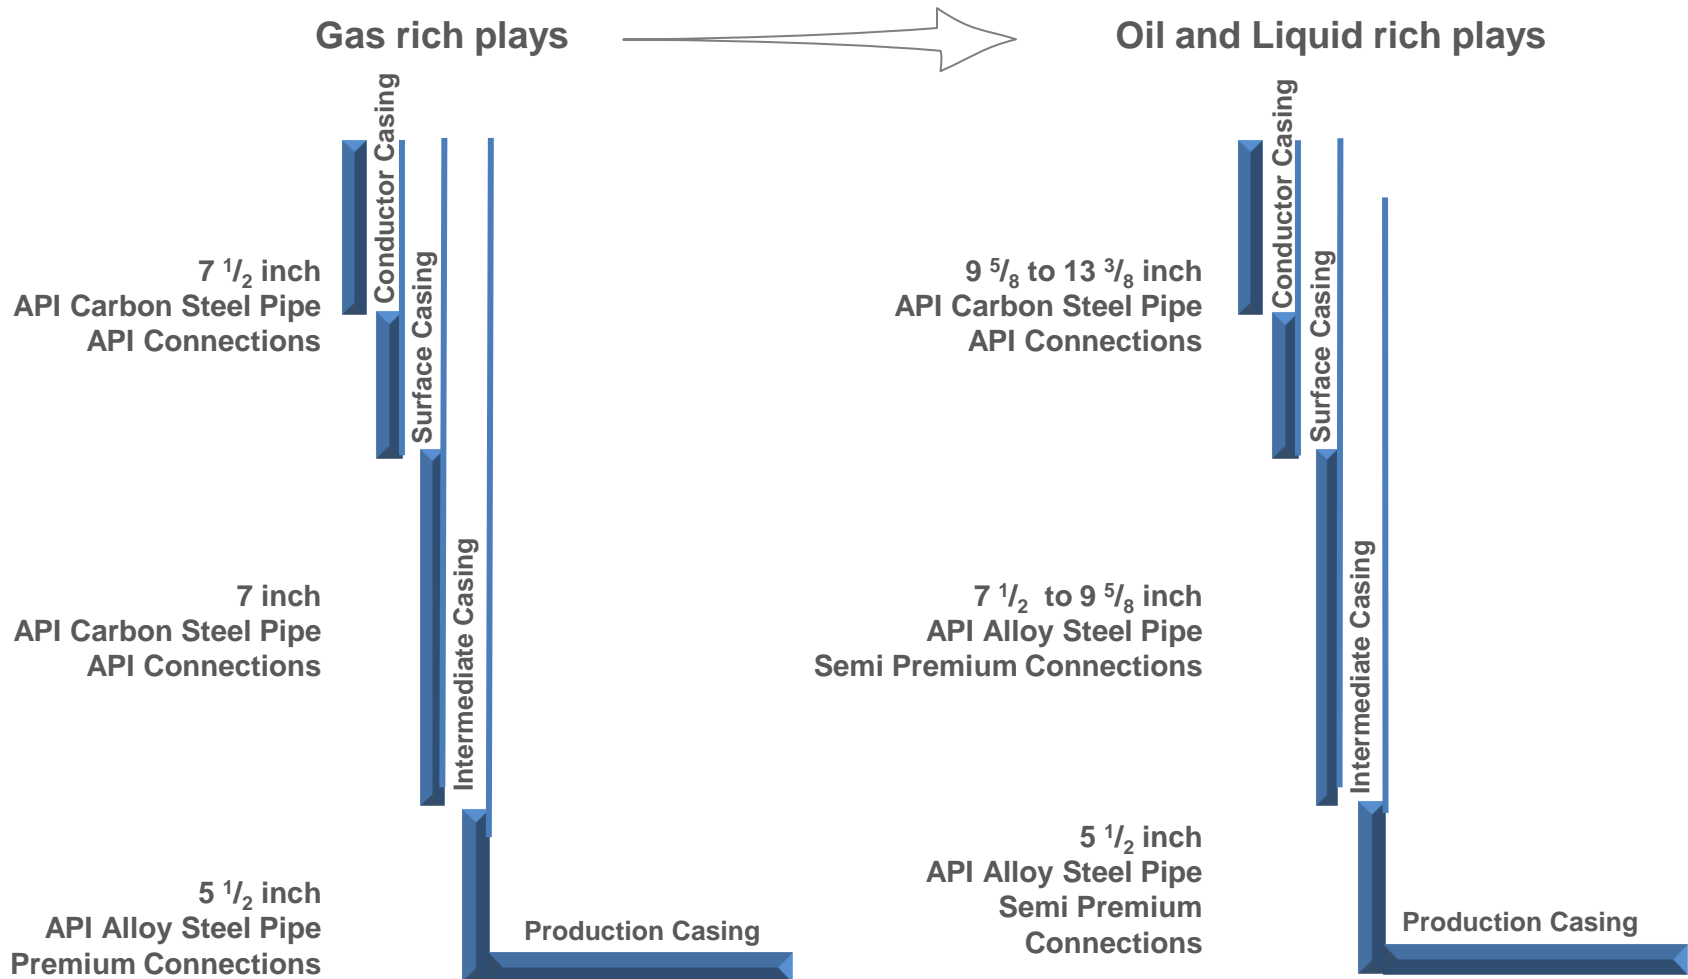 Gas rich plays
Oil and Liquid rich plays
Conductor Casing
Surface Casing
Intermediate Casing
Production Casing
7 1/2 inch
API Carbon Steel Pipe
API Connections
7 inch
API Carbon Steel Pipe
API Connections
5 1/2 inch
API Alloy Steel Pipe
Premium Connections
Conductor Casing
Surface Casing
Intermediate Casing
Production Casing
9 5/8 to 13 3/8 inch
API Carbon Steel Pipe
API Connections
7 1/2 to 9 5/8 inch
API Alloy Steel Pipe
Semi Premium Connections
5 1/2 inch
API Alloy Steel Pipe
Semi Premium
Connections